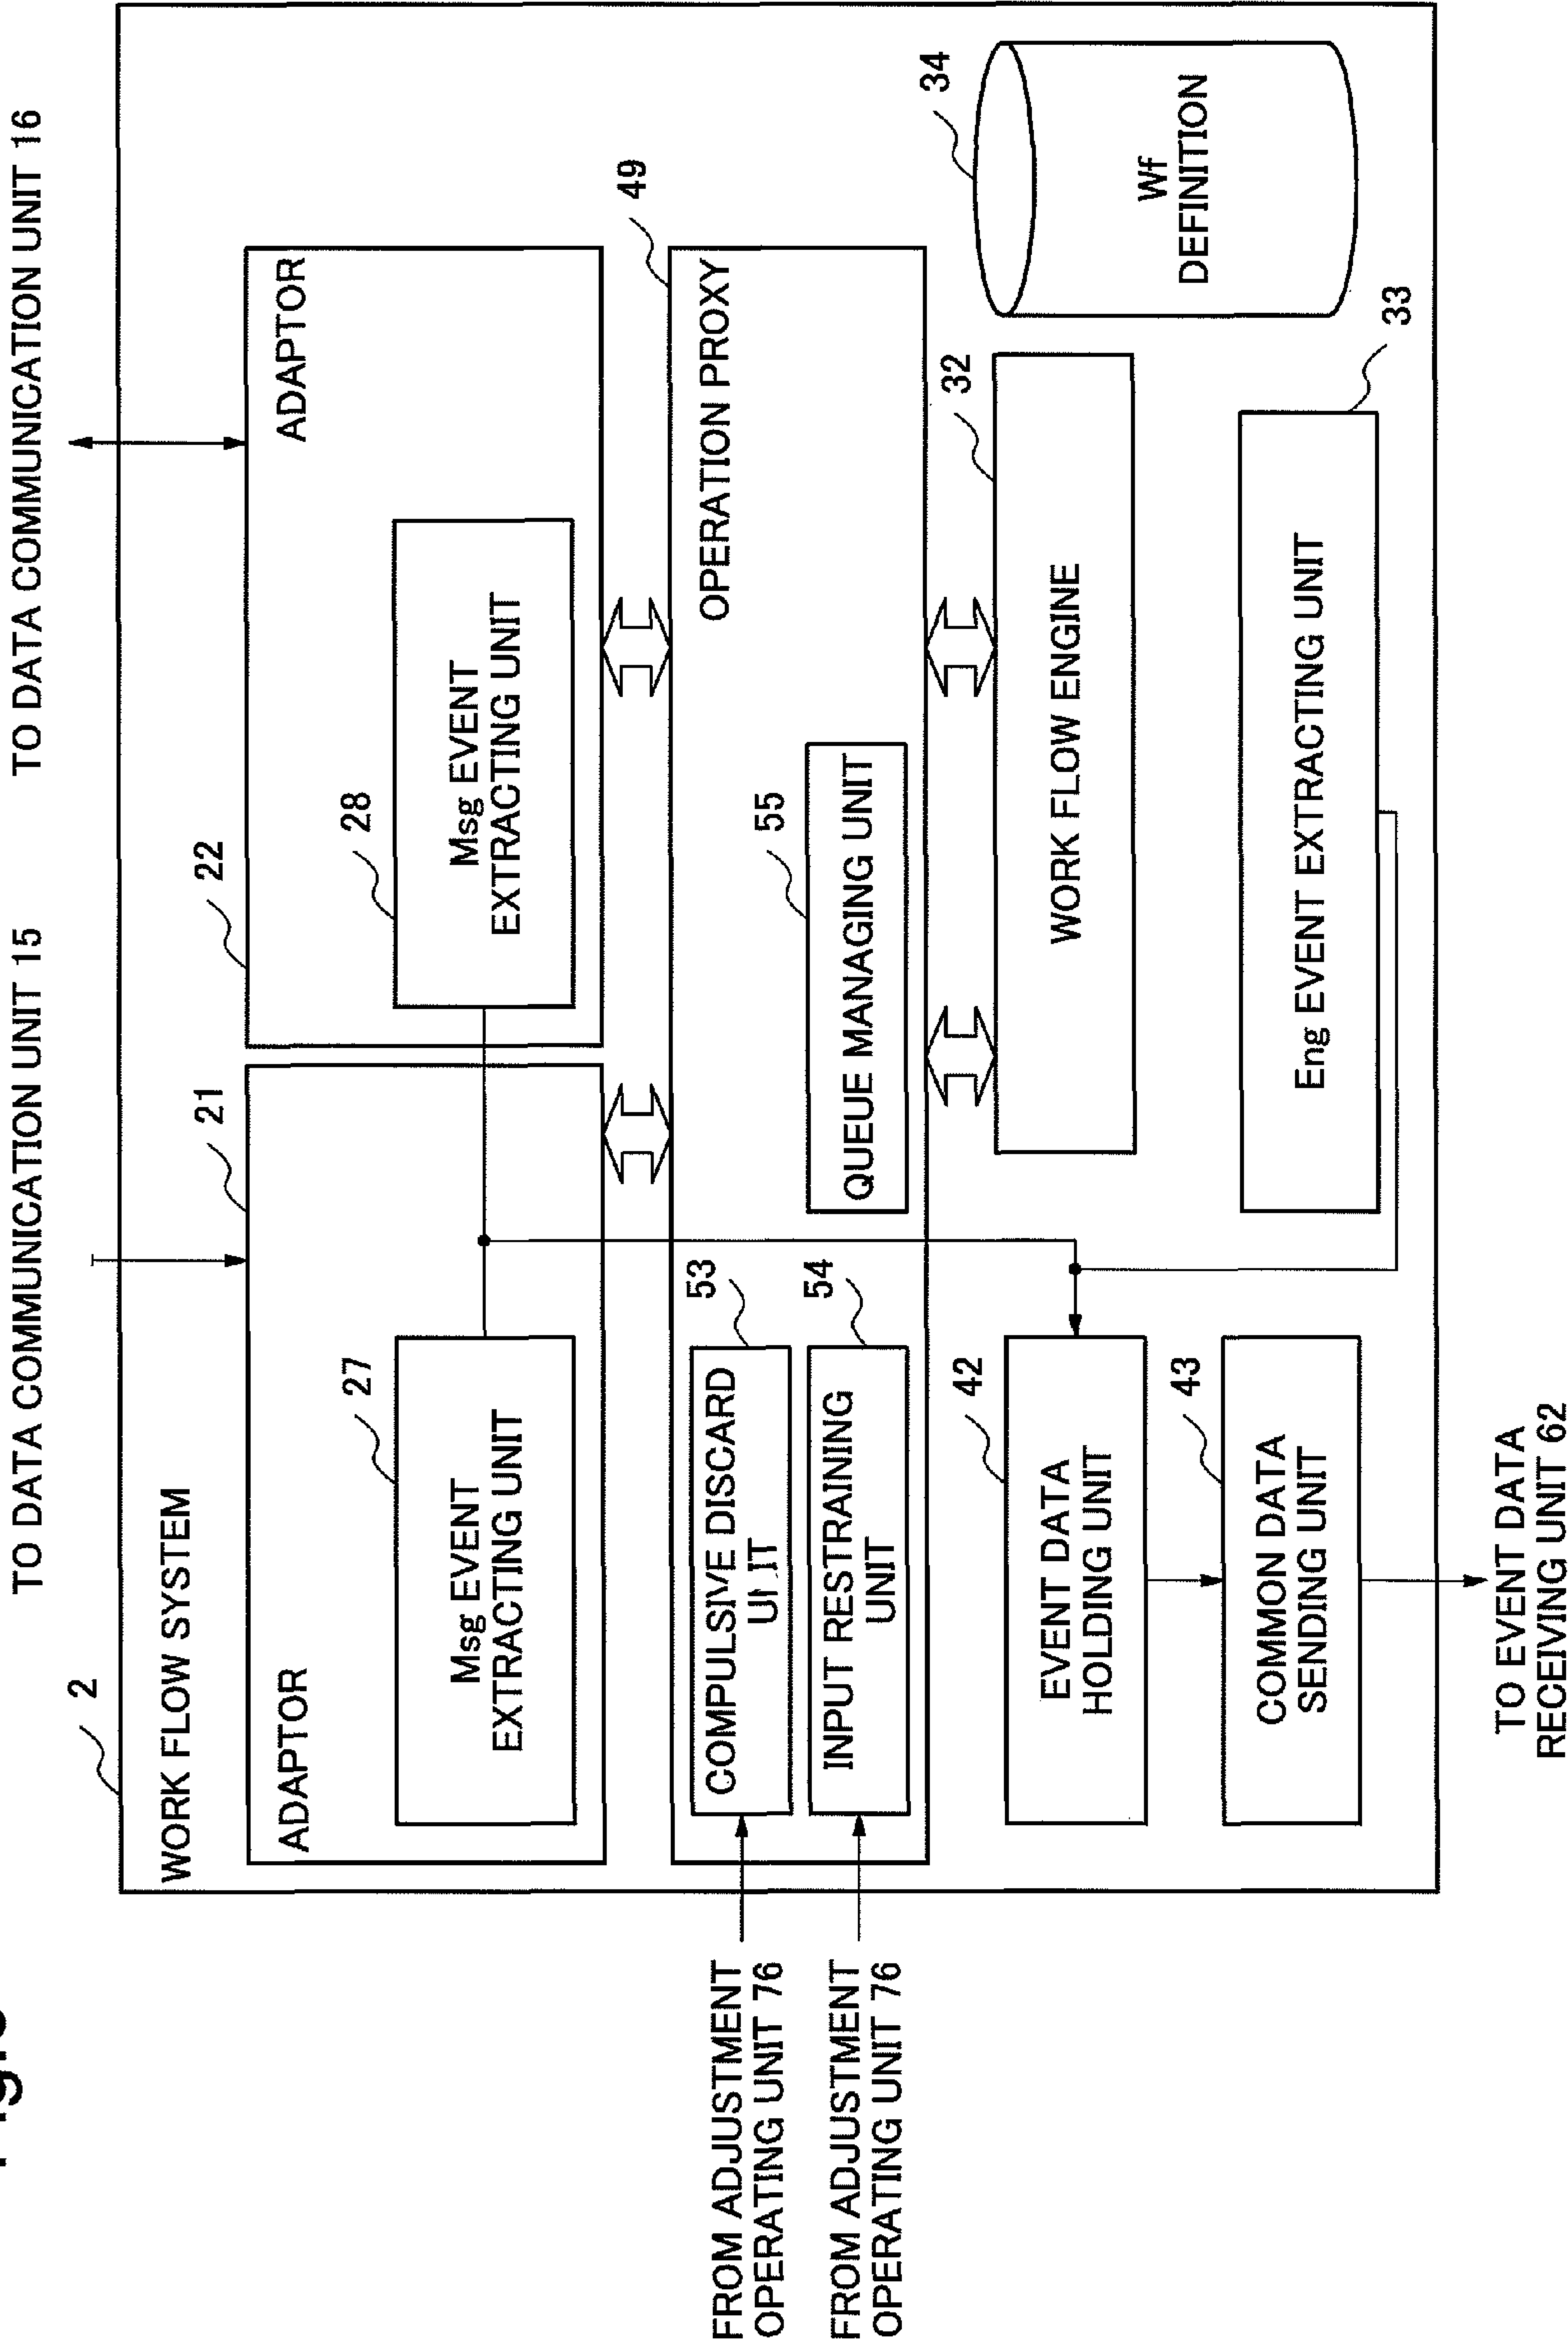 TO DATA COMMUNICATION UNIT 15
TO DATA COMMUNICATION UNIT 16
2
WORK FLOW SYSTEM
21
ADAPTOR
27
Msg EVENT
EXTRACTING UNIT
22
ADAPTOR
28
Msg EVENT
EXTRACTING UNIT
49
OPERATION PROXY
FROM ADJUSTMENT
OPERATING UNIT 76
53
COMPULSIVE DISCARD
UNIT
FROM ADJUSTMENT
OPERATING UNIT 76
54
INPUT RESTRAINING
UNIT
55
QUEUE MANAGING UNIT
42
EVENT DATA
HOLDING UNIT
43
COMMON DATA
SENDING UNIT
32
WORK FLOW ENGINE
33
Eng EVENT EXTRACTING UNIT
34
Wf
DEFINITION
TO EVENT DATA
RECEIVING UNIT 62